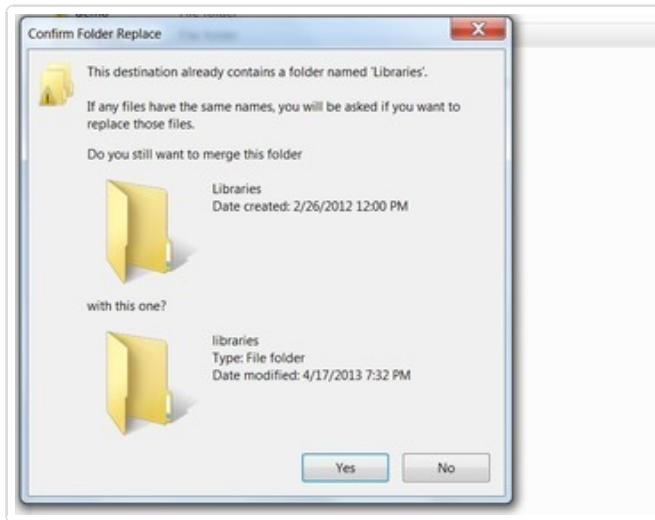 demo File folder
Confirm Folder Replace
This destination already contains a folder named 'Libraries'.
If any files have the same names, you will be asked if you want to
replace those files.
Do you still want to merge this folder
Libraries
Date created: 2/26/2012 12:00 PM
with this one?
libraries
Type: File folder
Date modified: 4/17/2013 7:32 PM
Yes
No